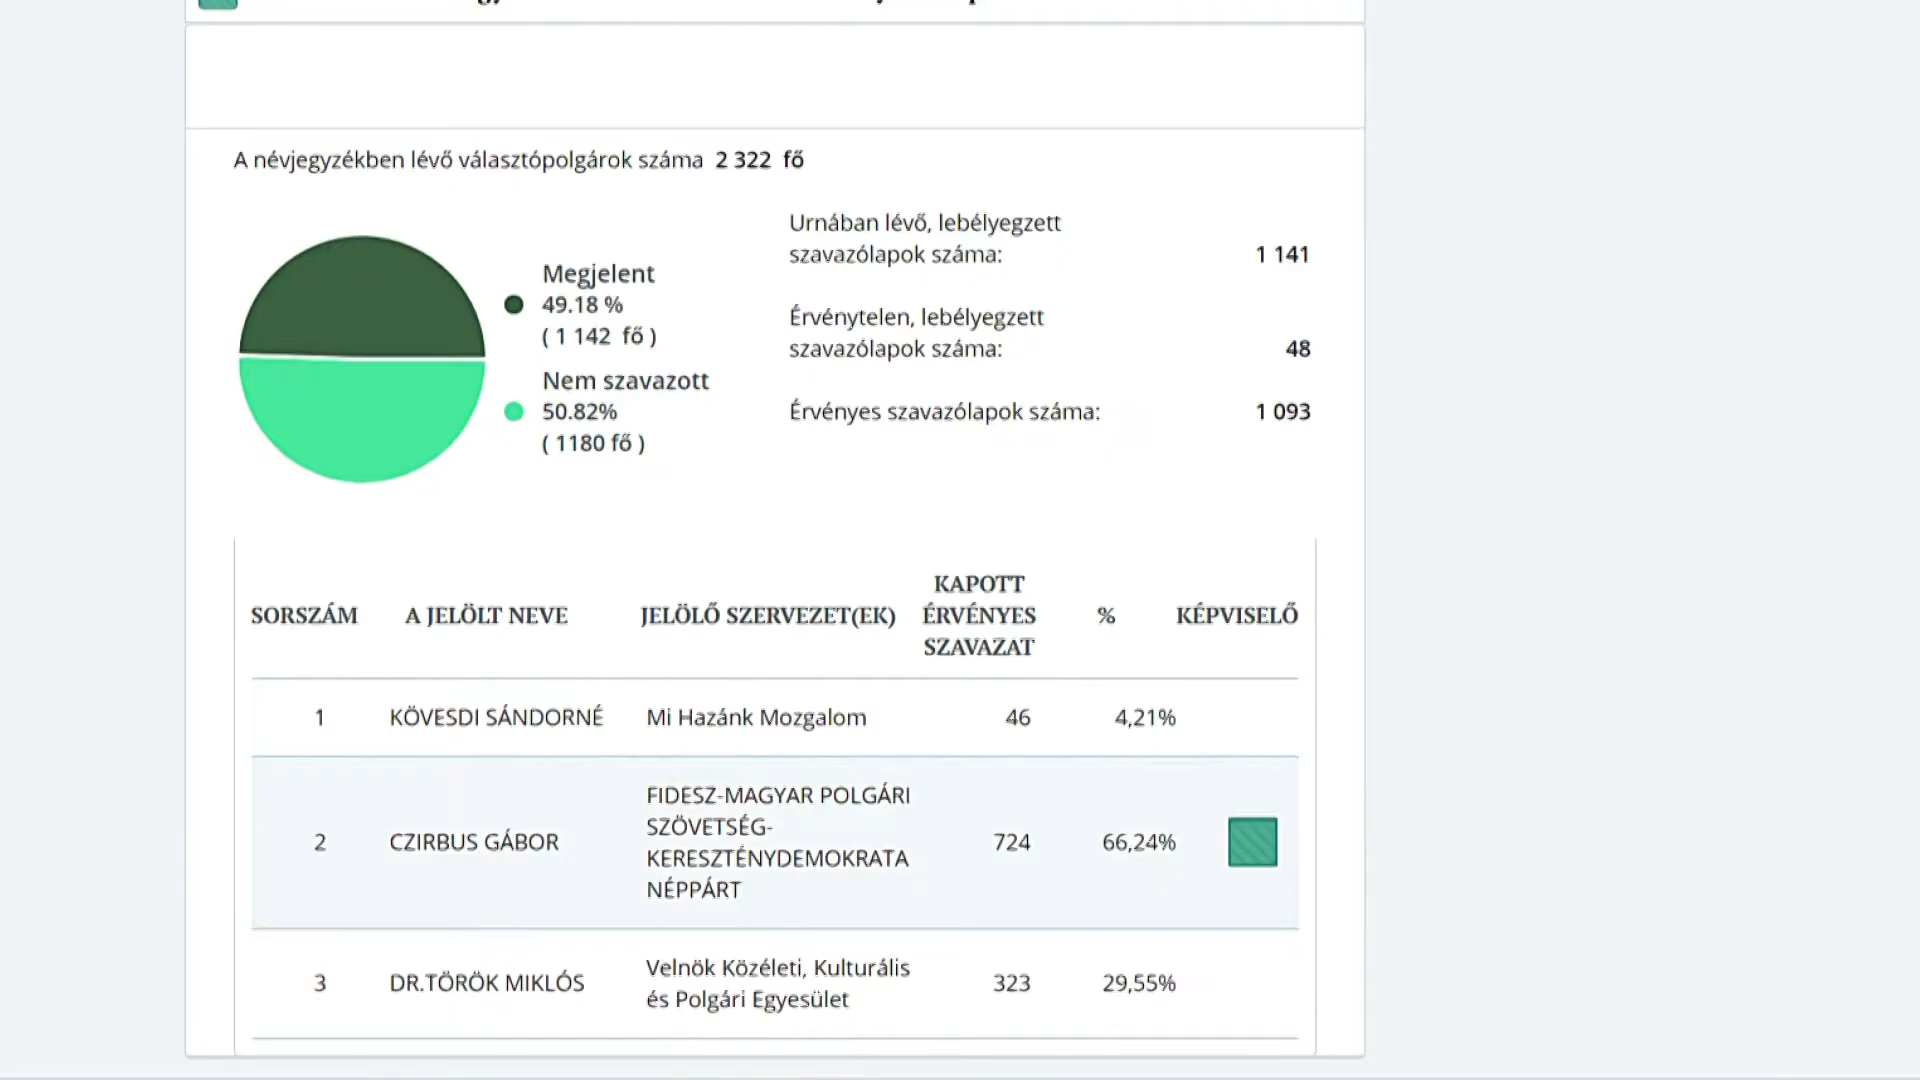 A névjegyzékben lévő választópolgárok száma 2 322 fő
Megjelent
49.18 %
( 1 142 fő )
Nem szavazott
50.82%
( 1180 fő )
Urnában lévő, lebélyegzett
szavazólapok száma: 1 141
Érvénytelen, lebélyegzett
szavazólapok száma: 48
Érvényes szavazólapok száma: 1 093
SORSZÁM A JELÖLT NEVE JELÖLŐ SZERVEZET(EK) KAPOTT ÉRVÉNYES SZAVAZAT % KÉPVISELŐ
1 KÖVESDI SÁNDORNÉ Mi Hazánk Mozgalom 46 4,21%
2 CZIRBUS GÁBOR FIDESZ-MAGYAR POLGÁRI
SZÖVETSÉG-
KERESZTÉNYDEMOKRATA
NÉPPÁRT 724 66,24%
3 DR.TÖRÖK MIKLÓS Velnök Közéleti, Kulturális
és Polgári Egyesület 323 29,55%